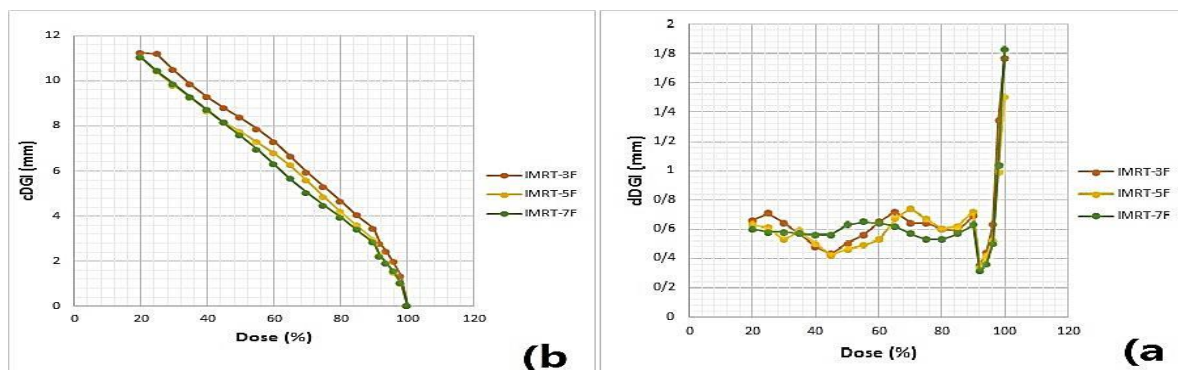 12
10
8
6
4
2
0
cDGI (mm)
0 20 40 60 80 100 120
Dose (%)
IMRT-3F
IMRT-5F
IMRT-7F
(b
2
1/8
1/6
1/4
1/2
1
0/8
0/6
0/4
0/2
0
dDGI (mm)
0 20 40 60 80 100 120
Dose (%)
IMRT-3F
IMRT-5F
IMRT-7F
(a